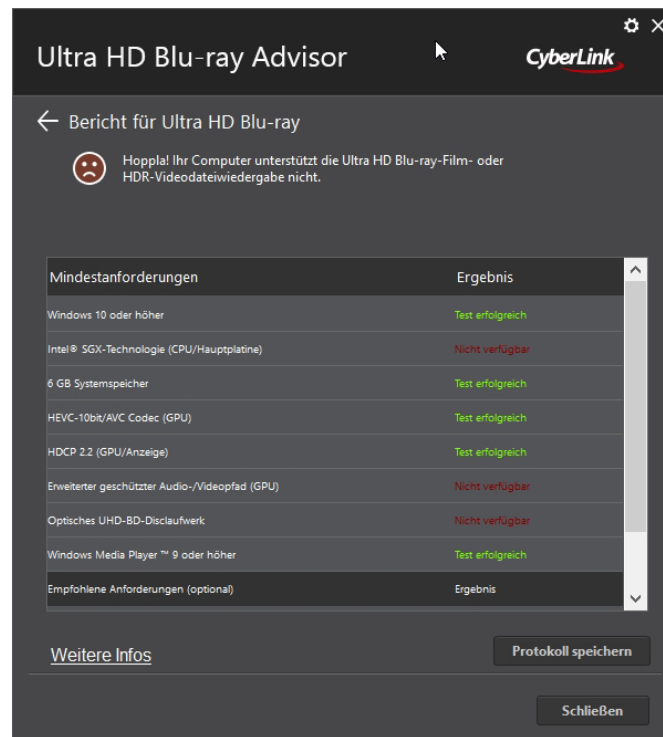 Ultra HD Blu-ray Advisor
CyberLink
Bericht für Ultra HD Blu-ray
Hoppla! Ihr Computer unterstützt die Ultra HD Blu-ray-Film- oder
HDR-Videodateiwiedergabe nicht.
Mindestanforderungen Ergebnis
Windows 10 oder höher Test erfolgreich
Intel® SGX-Technologie (CPU/Hauptplatine) Nicht verfügbar
6 GB Systemspeicher Test erfolgreich
HEVC-10bit/AVC Codec (GPU) Test erfolgreich
HDCP 2.2 (GPU/Anzeige) Test erfolgreich
Erweiterter geschützter Audio-/Videopfad (GPU) Nicht verfügbar
Optisches UHD-BD-Disclaufwerk Nicht verfügbar
Windows Media Player ™ 9 oder höher Test erfolgreich
Empfohlene Anforderungen (optional) Ergebnis
Weitere Infos
Protokoll speichern
Schließen